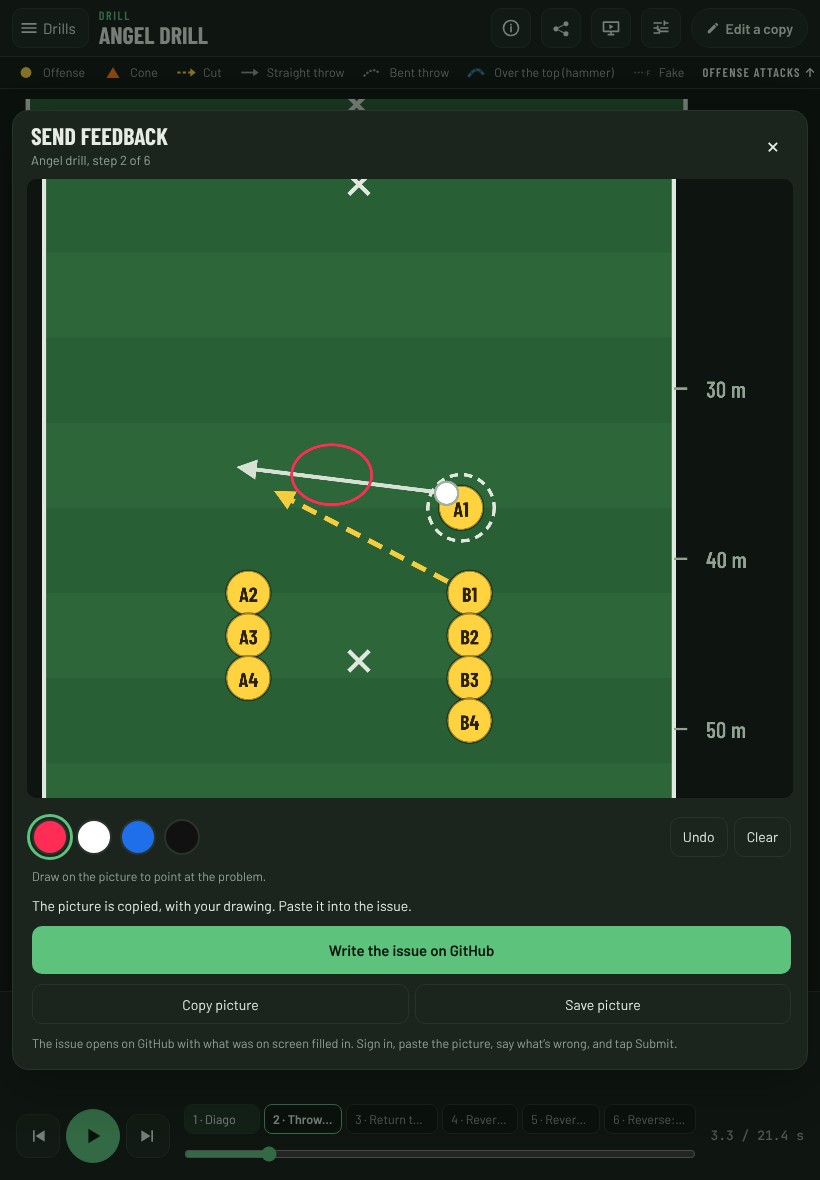 Drills
DRILL
ANGEL DRILL
Edit a copy
Offense
Cone
Cut
Straight throw
Bent throw
Over the top (hammer)
F
Fake
OFFENSE ATTACKS ↑
SEND FEEDBACK
Angel drill, step 2 of 6
30 m
A1
40 m
A2
B1
A3
B2
A4
B3
B4
50 m
Undo
Clear
Draw on the picture to point at the problem.
The picture is copied, with your drawing. Paste it into the issue.
Write the issue on GitHub
Copy picture
Save picture
The issue opens on GitHub with what was on screen filled in. Sign in, paste the picture, say what's wrong, and tap Submit.
1 · Diago
2 · Throw...
3 · Return t...
4 · Rever...
5 · Rever...
6 · Reverse:...
3.3 / 21.4 s